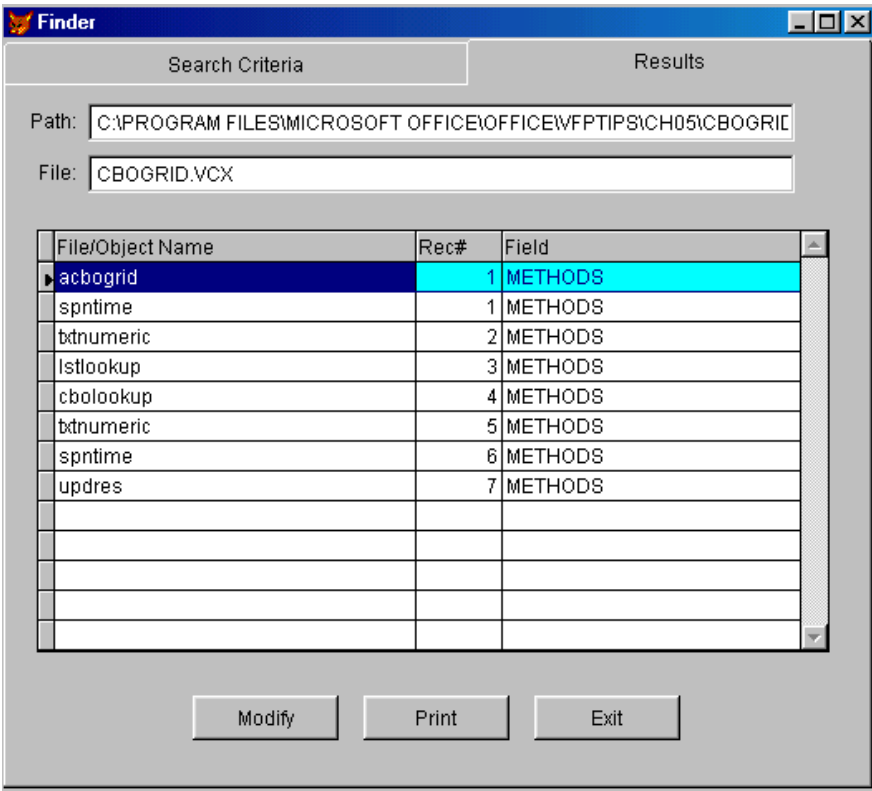 Finder
Search Criteria Results
Path: C:\PROGRAM FILES\MICROSOFT OFFICE\OFFICE\VFPTIPS\CH05\CBOGRID
File: CBOGRID.VCX
File/Object Name Rec# Field
acbogrid 1 METHODS
spntime 1 METHODS
txtnumeric 2 METHODS
lstlookup 3 METHODS
cbolookup 4 METHODS
txtnumeric 5 METHODS
spntime 6 METHODS
updres 7 METHODS
Modify Print Exit